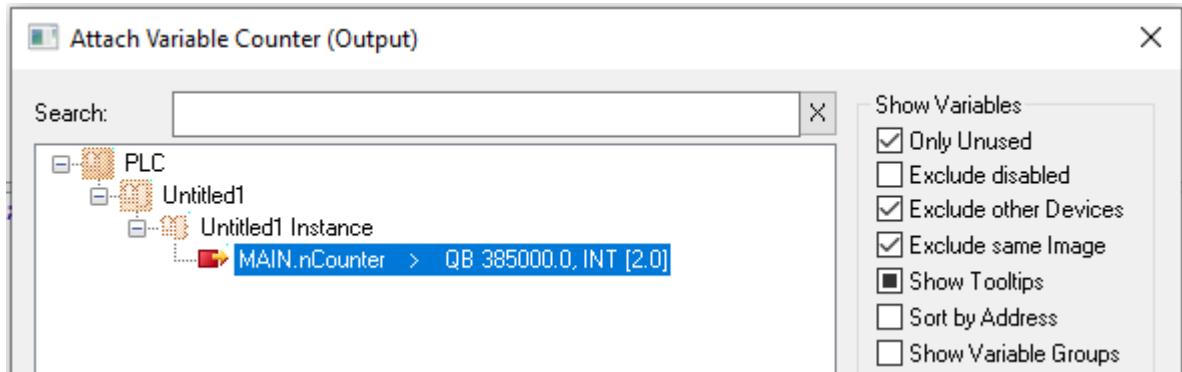 Attach Variable Counter (Output)
Search:
X
PLC
Untitled1
Untitled1 Instance
MAIN.nCounter > QB 385000.0, INT [2.0]
Show Variables
Only Unused
Exclude disabled
Exclude other Devices
Exclude same Image
Show Tooltips
Sort by Address
Show Variable Groups